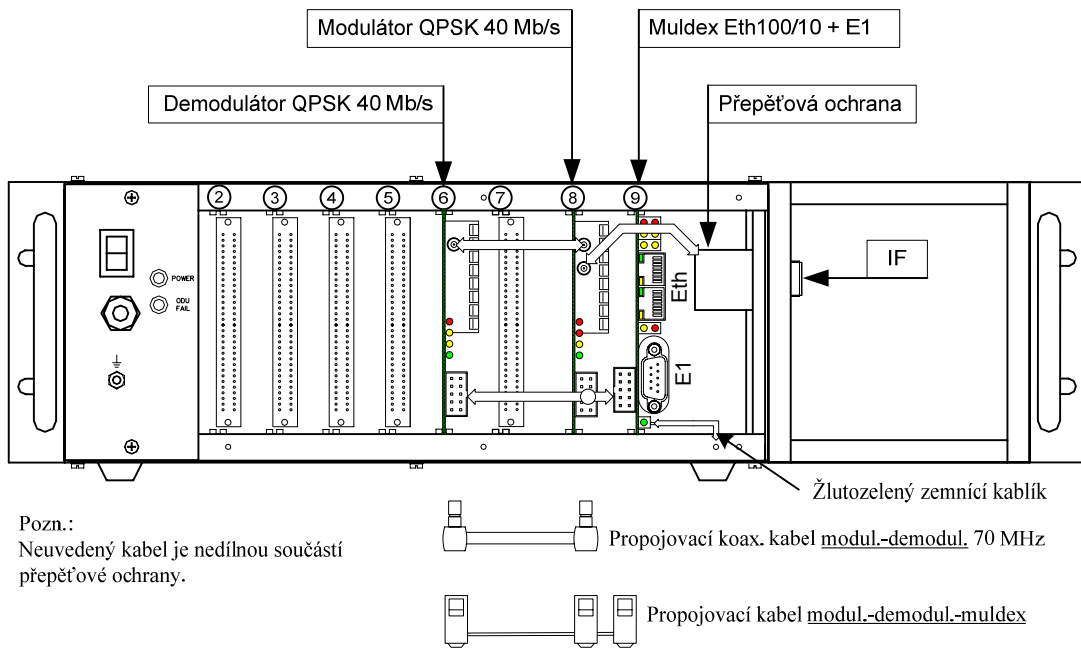 Modulátor QPSK 40 Mb/s
Muldex Eth100/10 + E1
Demodulátor QPSK 40 Mb/s
Přepěťová ochrana
2
3
4
5
6
7
8
9
IF
POWER
ODU
FAIL
Eth
E1
Žlutozelený zemnící kablík
Pozn.:
Neuvedený kabel je nedílnou součástí
přepěťové ochrany.
Propojovací koax. kabel modul.-demodul. 70 MHz
Propojovací kabel modul.-demodul.-muldex